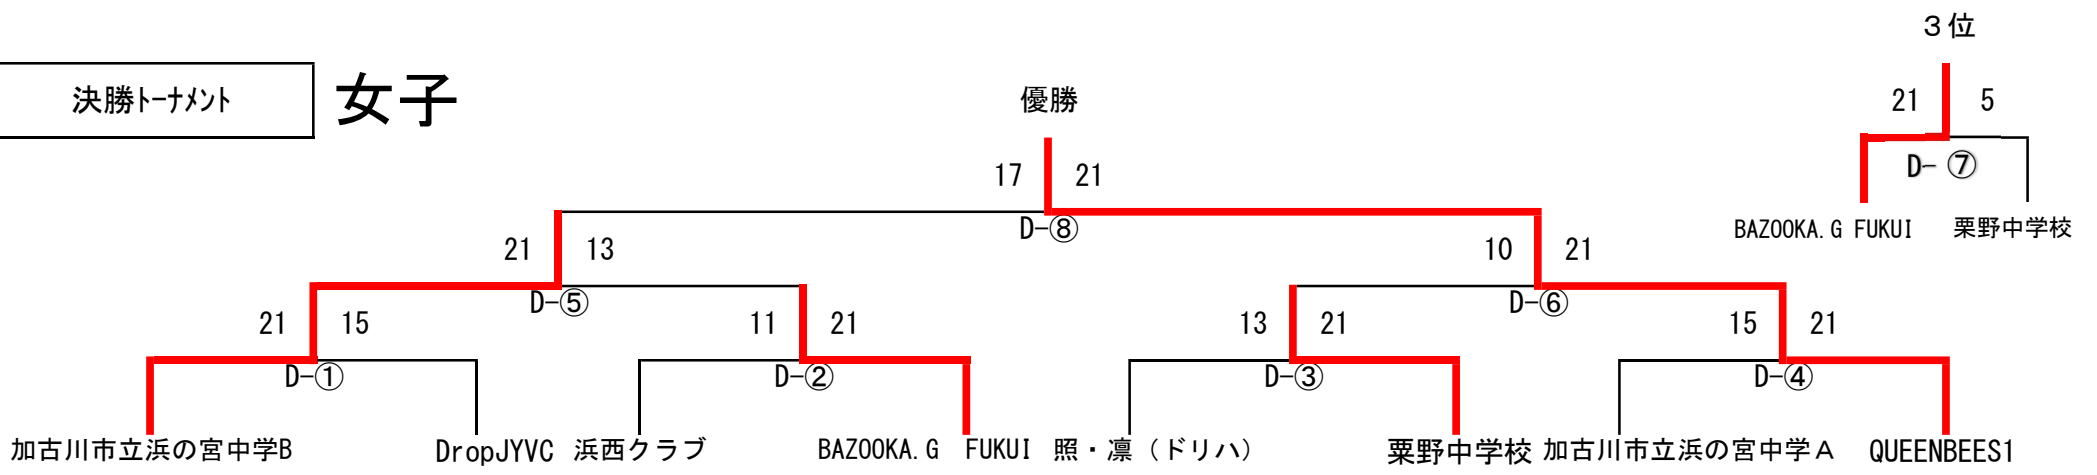 ３位
決勝ﾄｰﾅﾒﾝﾄ 女子 優勝 21 5
17 21 D- ⑦
D-⑧ BAZOOKA.G FUKUI 栗野中学校
21 13 10 21
D-⑤ D-⑥
21 15 11 21 13 21 15 21
D-① D-② D-③ D-④
加古川市立浜の宮中学B DropJYVC 浜西クラブ BAZOOKA.G FUKUI 照・凛（ドリハ） 栗野中学校 加古川市立浜の宮中学Ａ QUEENBEES1